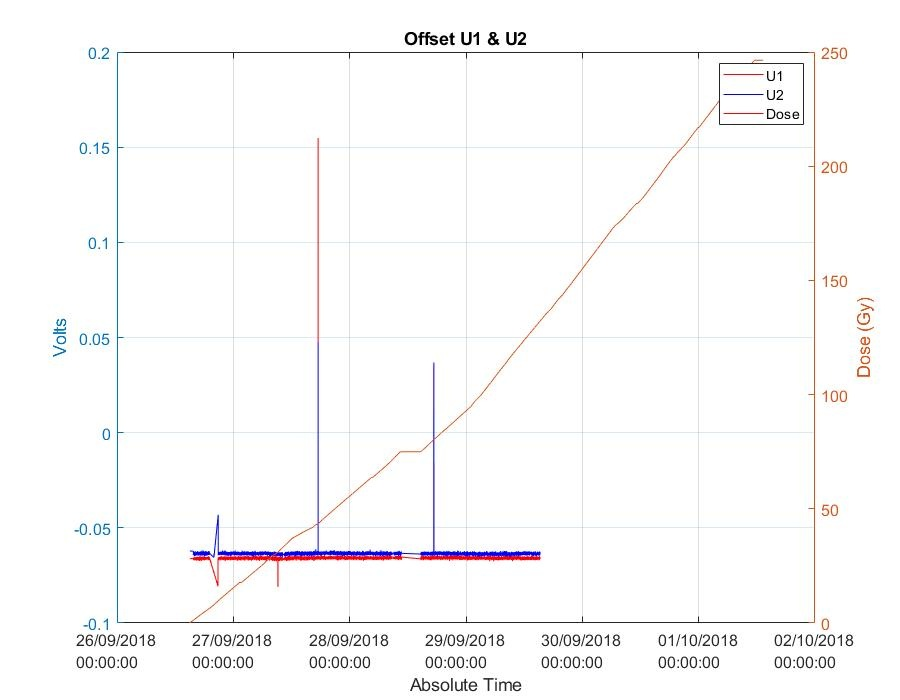 Offset U1 & U2
0.2
0.15
0.1
0.05
0
-0.05
-0.1
Volts
250
200
150
100
50
0
Dose (Gy)
U1
U2
Dose
26/09/2018 27/09/2018 28/09/2018 29/09/2018 30/09/2018 01/10/2018 02/10/2018
00:00:00 00:00:00 00:00:00 00:00:00 00:00:00 00:00:00 00:00:00
Absolute Time